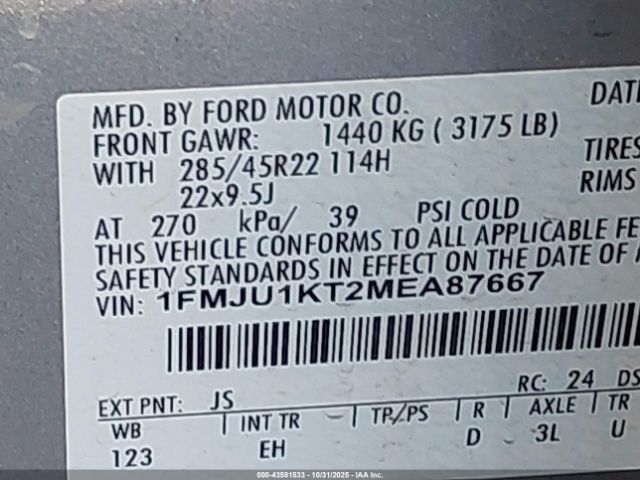 MFD. BY FORD MOTOR CO. DATE
FRONT GAWR: 1440 KG ( 3175 LB)
WITH 285/45R22 114H TIRES
22x9.5J RIMS
AT 270 kPa/ 39 PSI COLD
THIS VEHICLE CONFORMS TO ALL APPLICABLE FE
SAFETY STANDARDS IN EFFECT ON THE DATE OF
VIN: 1FMJU1KT2MEA87667
RC: 24 DS
EXT PNT: JS
WB | INT TR | TP/PS | R | AXLE | TR
123 EH D 3L U
000-43581533 - 10/31/2025 - © IAA Inc.